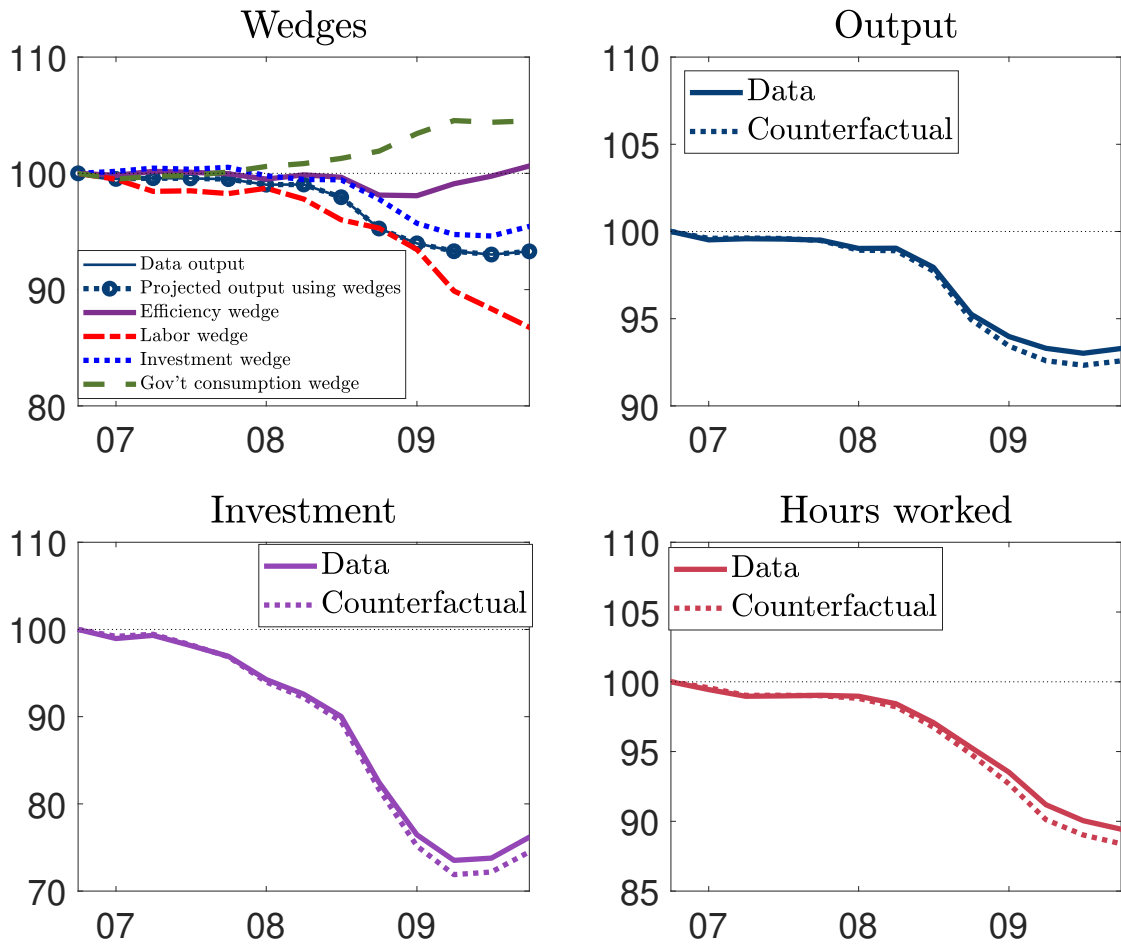 Wedges
110
100
90
80
07
08
09
Data output
Projected output using wedges
Efficiency wedge
Labor wedge
Investment wedge
Gov't consumption wedge
Output
110
105
100
95
90
07
08
09
Data
Counterfactual
Investment
110
100
90
80
70
07
08
09
Data
Counterfactual
Hours worked
110
105
100
95
90
85
07
08
09
Data
Counterfactual